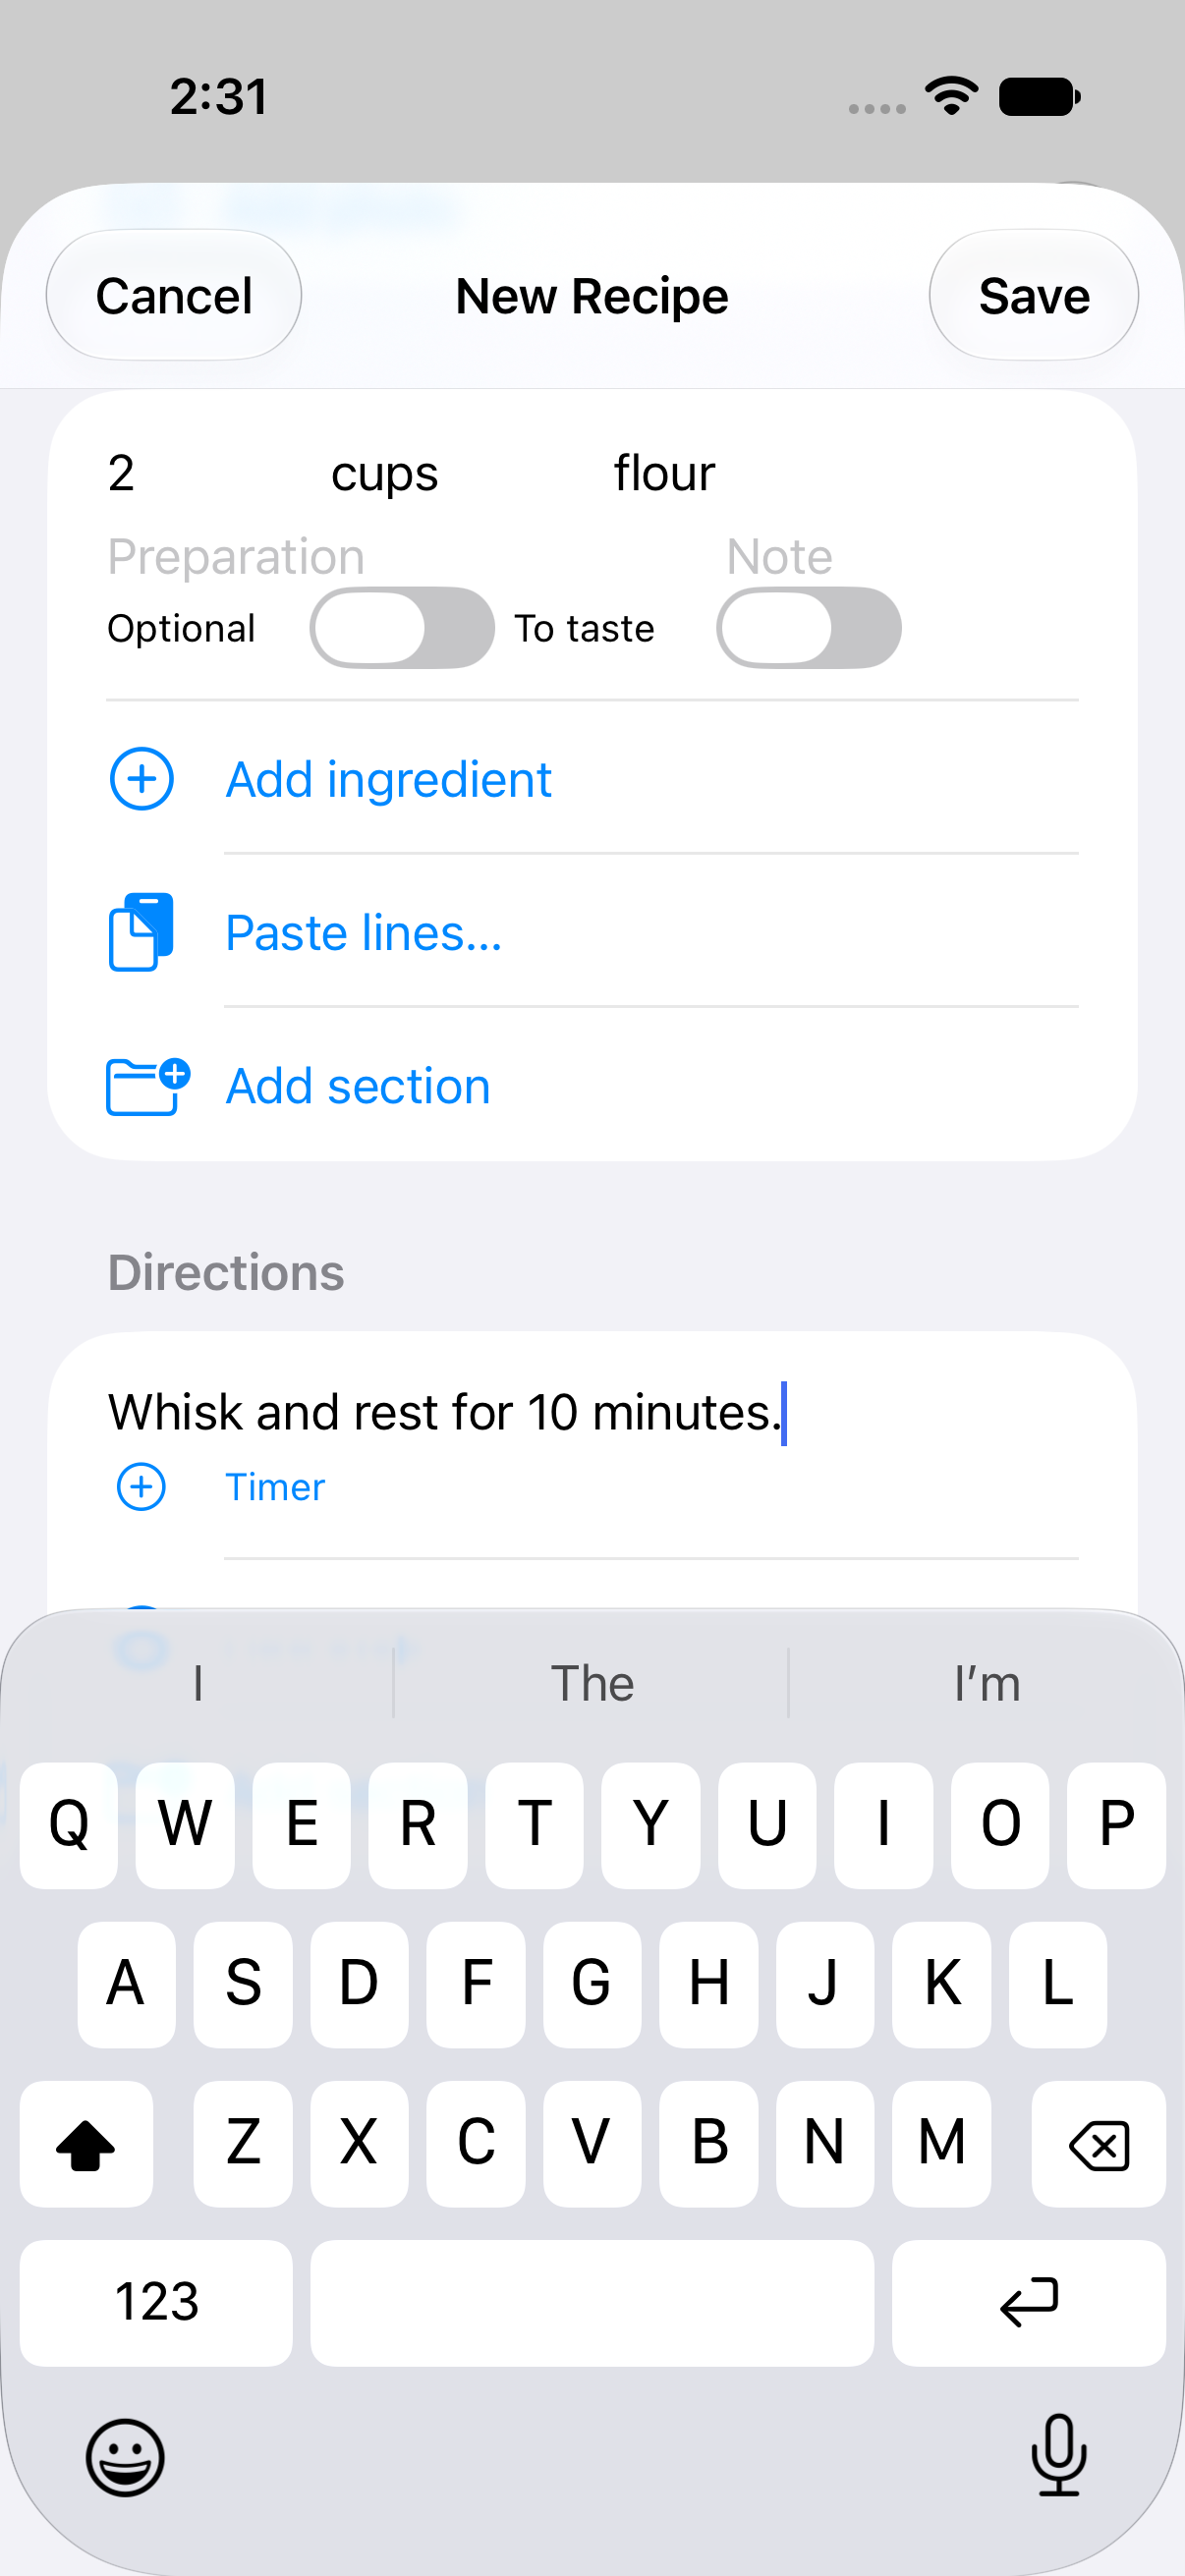 2:31
Cancel New Recipe Save
2 cups flour
Preparation Note
Optional To taste
Add ingredient
Paste lines...
Add section
Directions
Whisk and rest for 10 minutes.
Timer
I The I'm
Q W E R T Y U I O P
A S D F G H J K L
Z X C V B N M
123